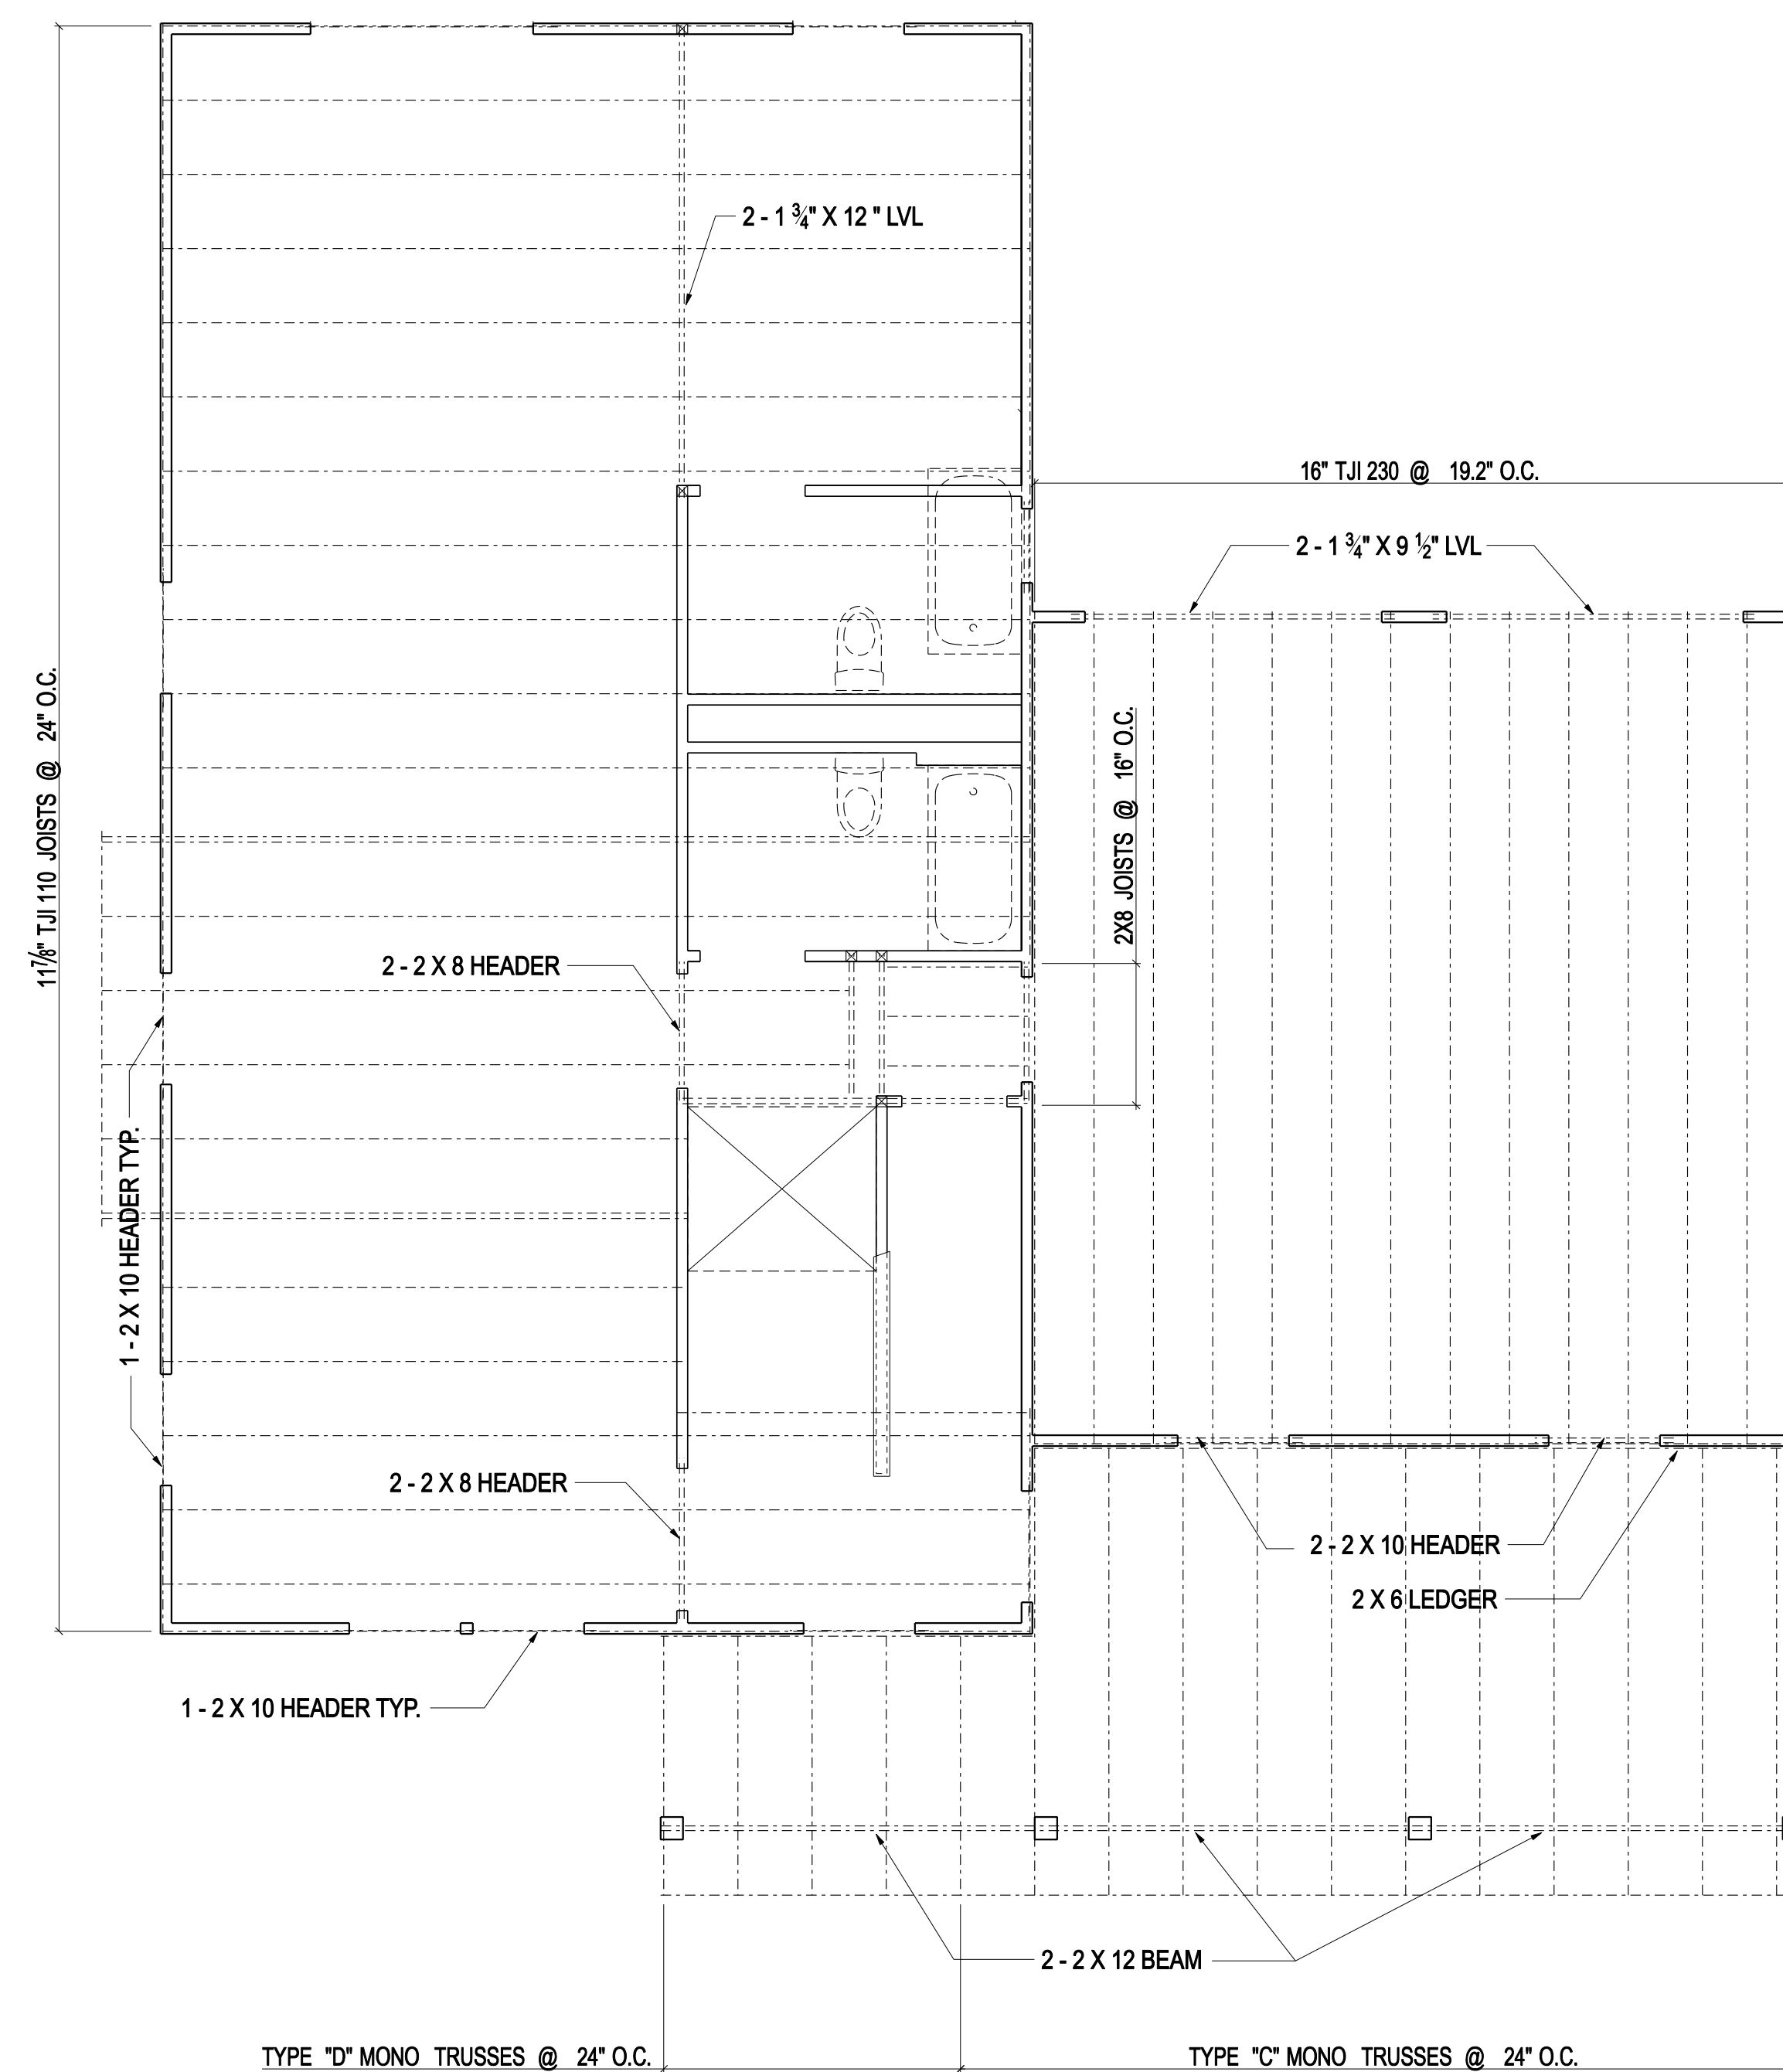 2 - 1 ¾" X 12 " LVL
16" TJI 230 @ 19.2" O.C.
2 - 1 ¾" X 9 ½" LVL
11⅞" TJI 110 JOISTS @ 24" O.C.
2X8 JOISTS @ 16" O.C.
2 - 2 X 8 HEADER
1 - 2 X 10 HEADER TYP.
2 - 2 X 8 HEADER
2 - 2 X 10 HEADER
2 X 6 LEDGER
1 - 2 X 10 HEADER TYP.
2 - 2 X 12 BEAM
TYPE "D" MONO TRUSSES @ 24" O.C.
TYPE "C" MONO TRUSSES @ 24" O.C.